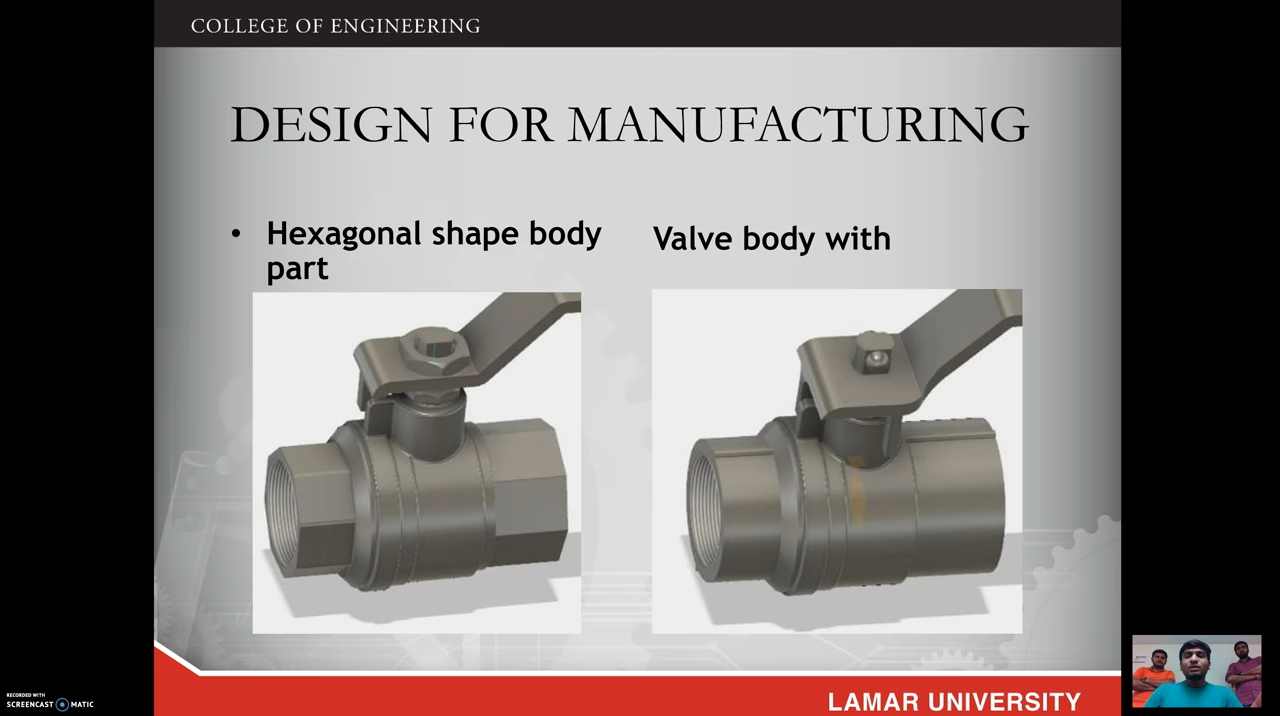 COLLEGE OF ENGINEERING
DESIGN FOR MANUFACTURING
• Hexagonal shape body
part
Valve body with
RECORDED WITH
SCREENCAST MATIC
LAMAR UNIVERSITY